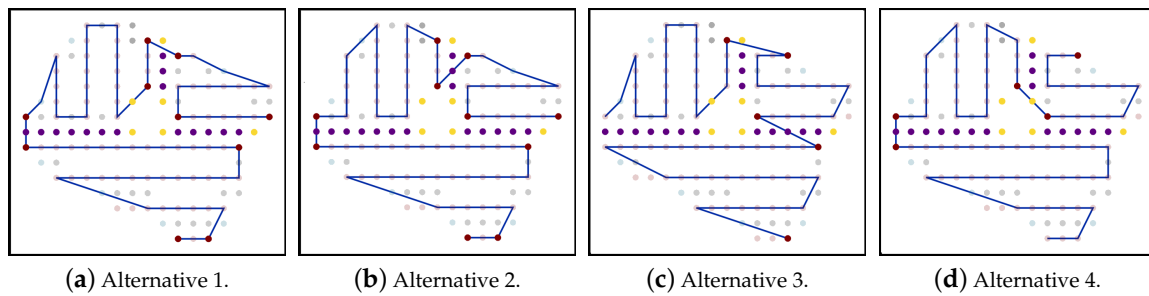 (a) Alternative 1.
(b) Alternative 2.
(c) Alternative 3.
(d) Alternative 4.